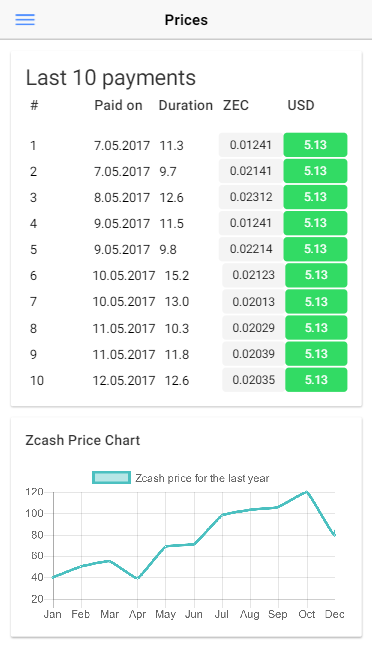 Prices
Last 10 payments
# Paid on Duration ZEC USD
1 7.05.2017 11.3 0.01241 5.13
2 7.05.2017 9.7 0.02141 5.13
3 8.05.2017 12.6 0.02312 5.13
4 9.05.2017 11.5 0.01241 5.13
5 9.05.2017 9.8 0.02214 5.13
6 10.05.2017 15.2 0.02123 5.13
7 10.05.2017 13.0 0.02013 5.13
8 11.05.2017 10.3 0.02029 5.13
9 11.05.2017 11.8 0.02039 5.13
10 12.05.2017 12.6 0.02035 5.13
Zcash Price Chart
Zcash price for the last year
120
100
80
60
40
20
Jan Feb Mar Apr May Jun Jul Aug Sep Oct Dec